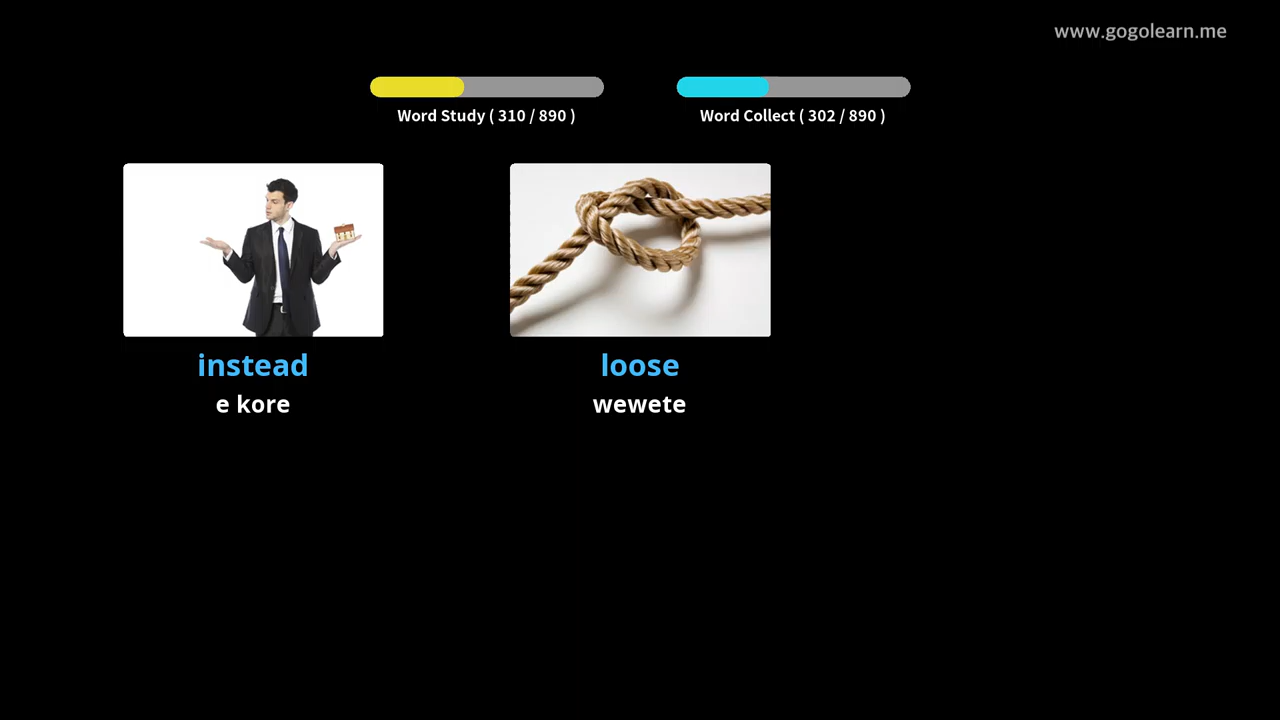 www.gogolearn.me
Word Study ( 310 / 890 )
Word Collect ( 302 / 890 )
instead
e kore
loose
wewete